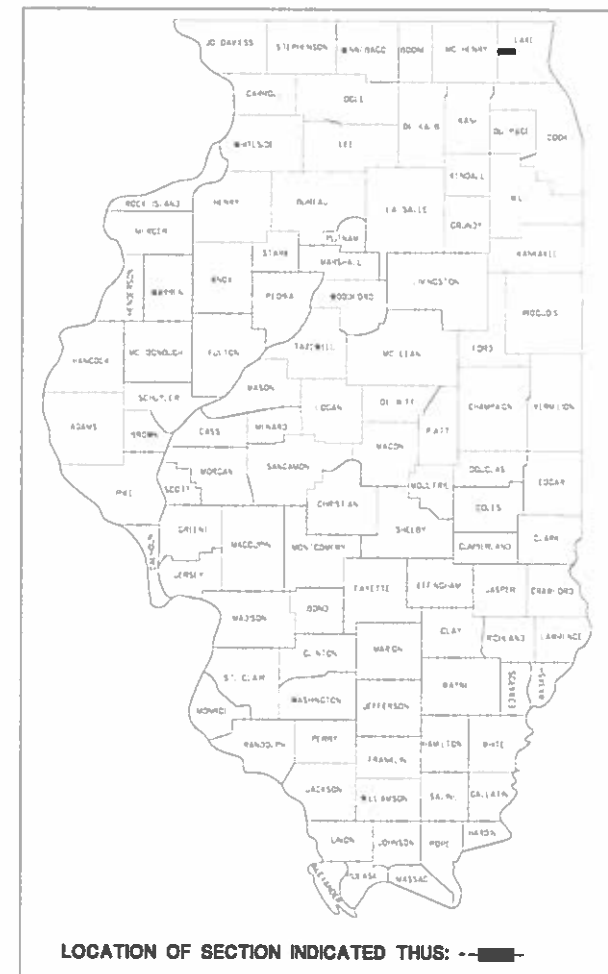 JO DAVIESS STEPHENSON WINNEBAGO BOONE MC HENRY LAKE
CARROLL OGLE
DE KALB KANE DU PAGE COOK
WHITESIDE LEE
KENDALL WILL
ROCK ISLAND HENRY BUREAU LA SALLE GRUNDY
MERCER PUTNAM KANKAKEE
STARK MARSHALL
HENDERSON WARREN KNOX PEORIA WOODFORD LIVINGSTON IROQUOIS
HANCOCK MC DONOUGH FULTON TAZEWELL MC LEAN FORD
MASON
SCHUYLER LOGAN DE WITT CHAMPAIGN VERMILION
ADAMS BROWN CASS MENARD MACON PIATT
MORGAN SANGAMON DOUGLAS
PIKE SCOTT CHRISTIAN MOULTRIE COLES EDGAR
GREENE MACOUPIN MONTGOMERY SHELBY CUMBERLAND CLARK
CALHOUN JERSEY
FAYETTE EFFINGHAM JASPER CRAWFORD
MADISON BOND
CLAY RICHLAND LAWRENCE
CLINTON MARION
ST. CLAIR WAYNE EDWARDS WABASH
MONROE WASHINGTON JEFFERSON
RANDOLPH PERRY HAMILTON WHITE
FRANKLIN
JACKSON WILLIAMSON SALINE GALLATIN
UNION JOHNSON POPE HARDIN
ALEXANDER PULASKI MASSAC
LOCATION OF SECTION INDICATED THUS: